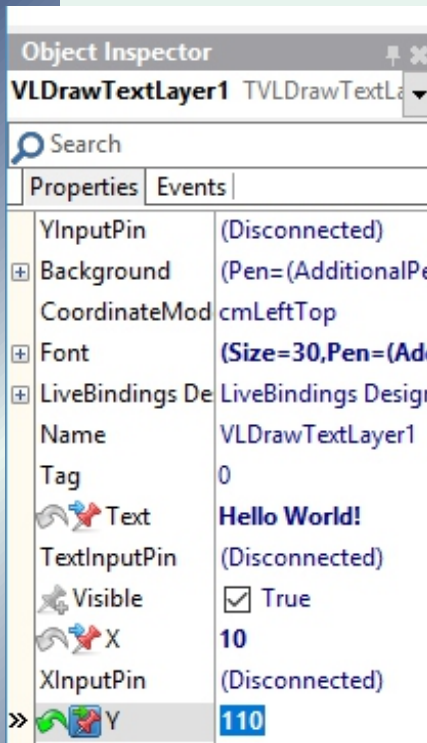 Object Inspector
VLDrawTextLayer1 TVLDrawTextLa
Search
Properties Events
YInputPin (Disconnected)
Background (Pen=(AdditionalPe
CoordinateMod cmLeftTop
Font (Size=30,Pen=(Add
LiveBindings De LiveBindings Design
Name VLDrawTextLayer1
Tag 0
Text Hello World!
TextInputPin (Disconnected)
Visible True
X 10
XInputPin (Disconnected)
» Y 110